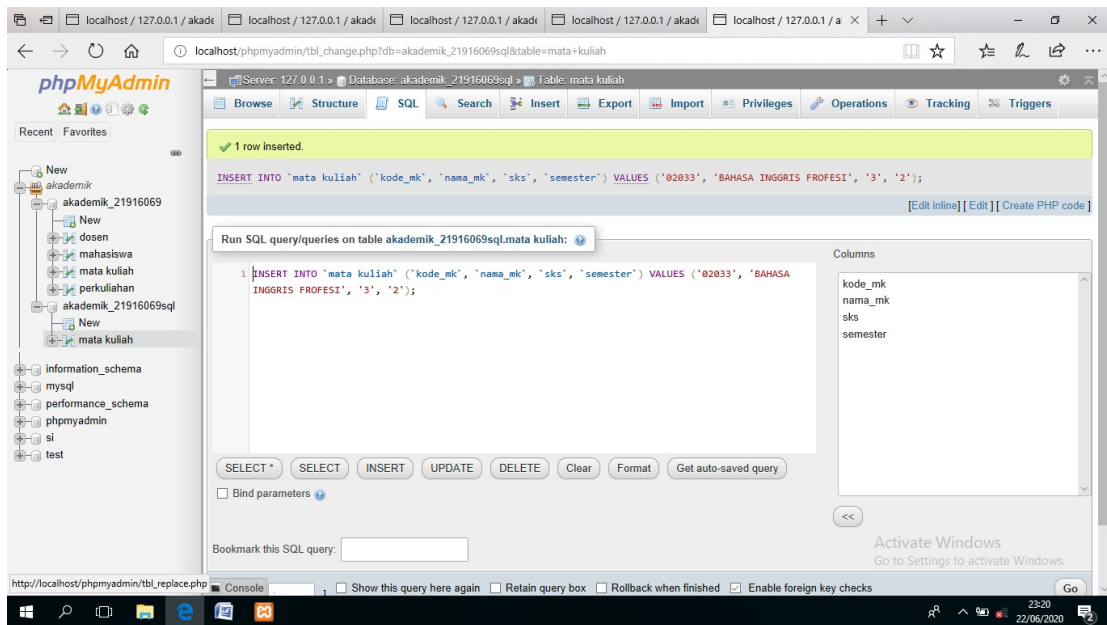 localhost / 127.0.0.1 / akade localhost / 127.0.0.1 / akade localhost / 127.0.0.1 / akade localhost / 127.0.0.1 / akade localhost / 127.0.0.1 / a
localhost/phpmyadmin/tbl_change.php?db=akademik_21916069sql&table=mata+kuliah
phpMyAdmin
Recent Favorites
New
akademik
akademik_21916069
New
dosen
mahasiswa
mata kuliah
perkuliahan
akademik_21916069sql
New
mata kuliah
information_schema
mysql
performance_schema
phpmyadmin
si
test
http://localhost/phpmyadmin/tbl_replace.php
Server: 127.0.0.1 » Database: akademik_21916069sql » Table: mata kuliah
Browse Structure SQL Search Insert Export Import Privileges Operations Tracking Triggers
1 row inserted.
INSERT INTO `mata kuliah` (`kode_mk`, `nama_mk`, `sks`, `semester`) VALUES ('02033', 'BAHASA INGGRIS FROFESI', '3', '2');
[Edit inline] [ Edit ] [ Create PHP code ]
Run SQL query/queries on table akademik_21916069sql.mata kuliah:
1 INSERT INTO `mata kuliah` (`kode_mk`, `nama_mk`, `sks`, `semester`) VALUES ('02033', 'BAHASA
INGGRIS FROFESI', '3', '2');
Columns
kode_mk
nama_mk
sks
semester
SELECT * SELECT INSERT UPDATE DELETE Clear Format Get auto-saved query
Bind parameters
<<
Bookmark this SQL query:
Activate Windows
Go to Settings to activate Windows.
Console Show this query here again Retain query box Rollback when finished Enable foreign key checks Go
23:20
22/06/2020
2